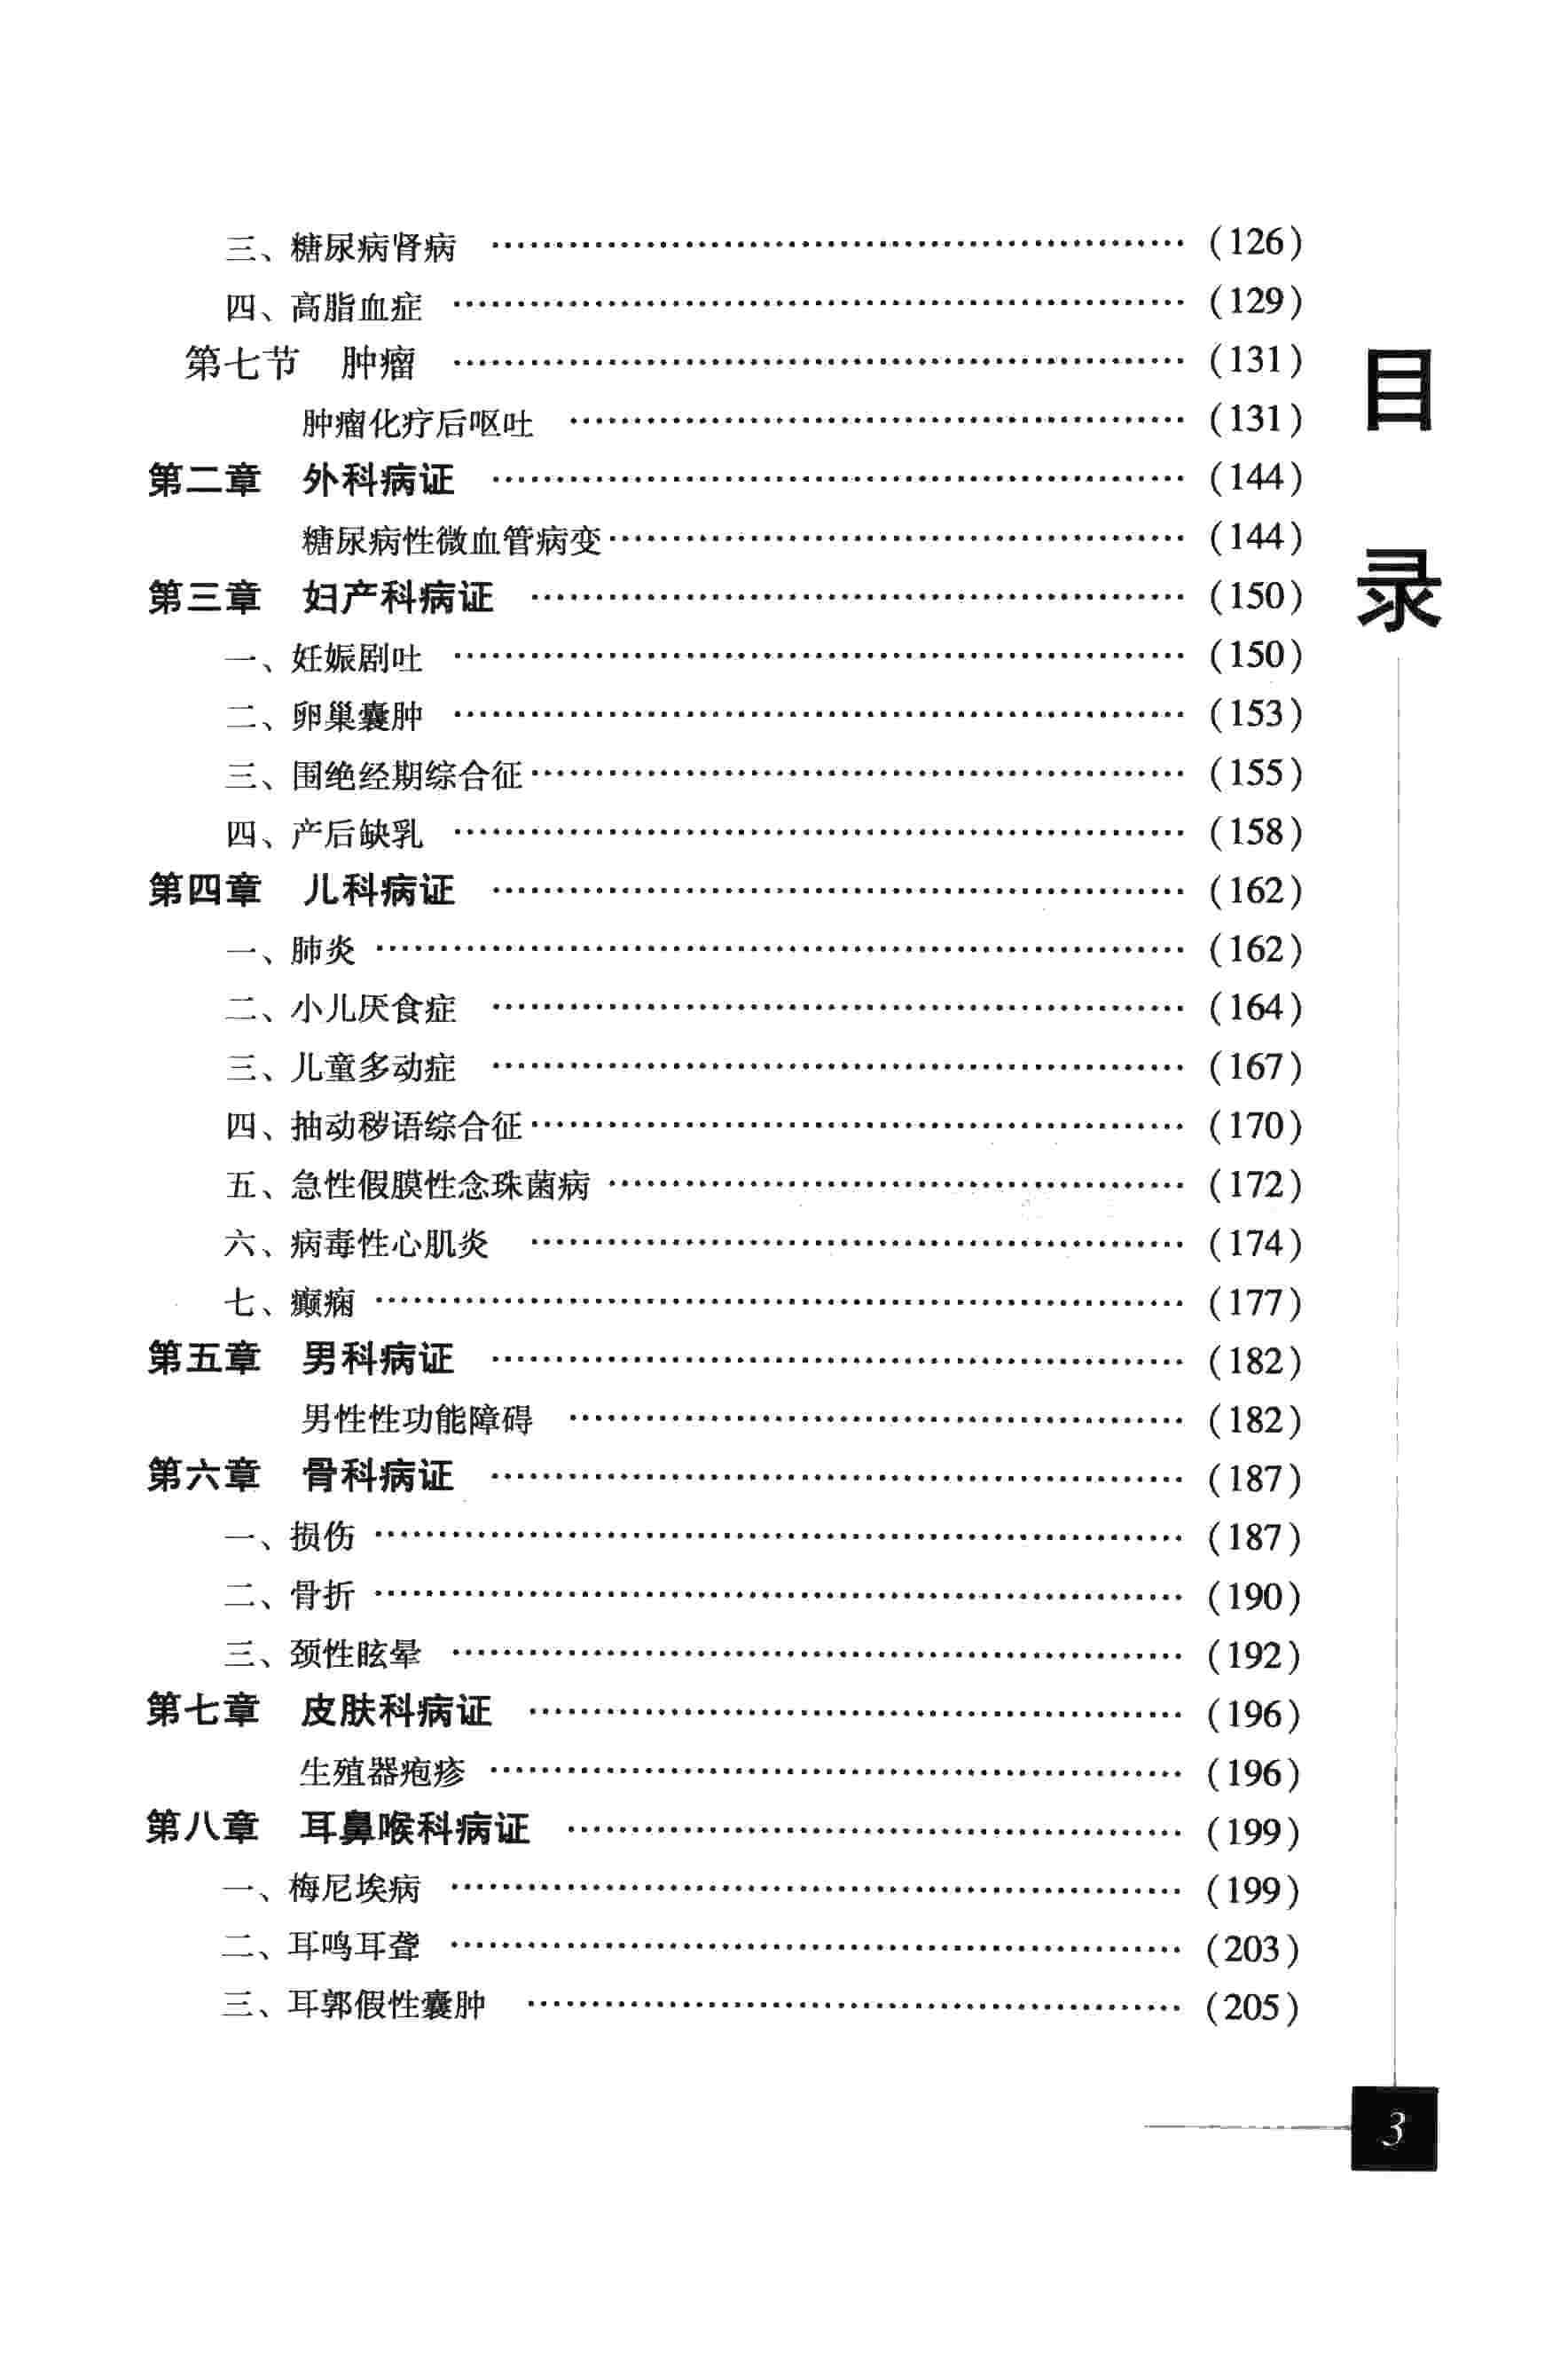 三、糖尿病肾病 …………………………………………… (126)
四、高脂血症 …………………………………………… (129)
第七节　肿瘤 …………………………………………… (131)
肿瘤化疗后呕吐 …………………………………………… (131)
第二章　外科病证 …………………………………………… (144)
糖尿病性微血管病变 …………………………………………… (144)
第三章　妇产科病证 …………………………………………… (150)
一、妊娠剧吐 …………………………………………… (150)
二、卵巢囊肿 …………………………………………… (153)
三、围绝经期综合征 …………………………………………… (155)
四、产后缺乳 …………………………………………… (158)
第四章　儿科病证 …………………………………………… (162)
一、肺炎 …………………………………………… (162)
二、小儿厌食症 …………………………………………… (164)
三、儿童多动症 …………………………………………… (167)
四、抽动秽语综合征 …………………………………………… (170)
五、急性假膜性念珠菌病 …………………………………………… (172)
六、病毒性心肌炎 …………………………………………… (174)
七、癫痫 …………………………………………… (177)
第五章　男科病证 …………………………………………… (182)
男性性功能障碍 …………………………………………… (182)
第六章　骨科病证 …………………………………………… (187)
一、损伤 …………………………………………… (187)
二、骨折 …………………………………………… (190)
三、颈性眩晕 …………………………………………… (192)
第七章　皮肤科病证 …………………………………………… (196)
生殖器疱疹 …………………………………………… (196)
第八章　耳鼻喉科病证 …………………………………………… (199)
一、梅尼埃病 …………………………………………… (199)
二、耳鸣耳聋 …………………………………………… (203)
三、耳郭假性囊肿 …………………………………………… (205)
目录
3